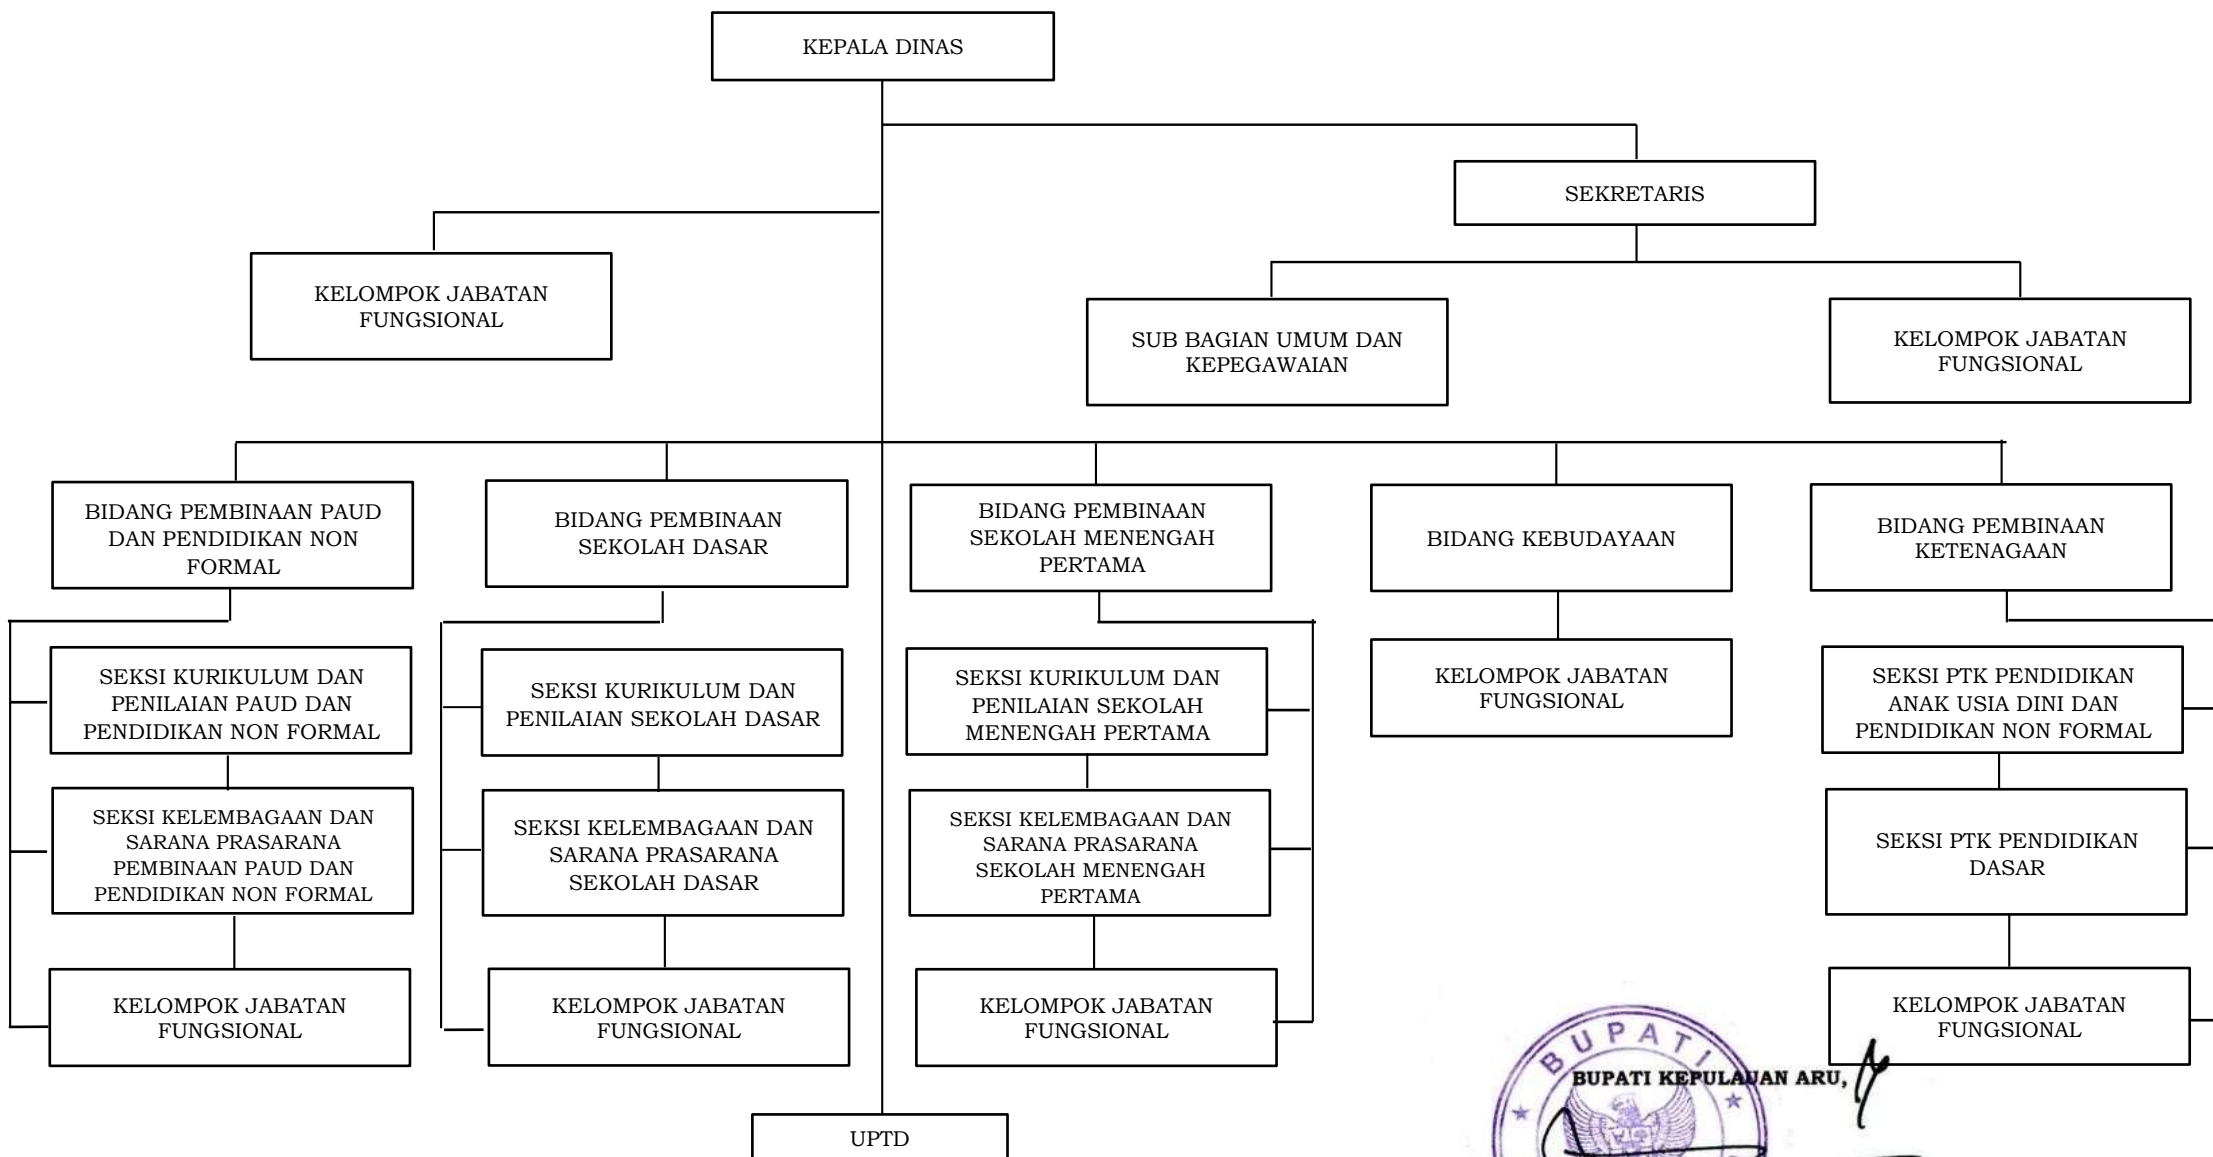 KEPALA DINAS
SEKRETARIS
KELOMPOK JABATAN
FUNGSIONAL
SUB BAGIAN UMUM DAN
KEPEGAWAIAN
KELOMPOK JABATAN
FUNGSIONAL
BIDANG PEMBINAAN PAUD
DAN PENDIDIKAN NON
FORMAL
BIDANG PEMBINAAN
SEKOLAH DASAR
BIDANG PEMBINAAN
SEKOLAH MENENGAH
PERTAMA
BIDANG KEBUDAYAAN
BIDANG PEMBINAAN
KETENAGAAN
SEKSI KURIKULUM DAN
PENILAIAN PAUD DAN
PENDIDIKAN NON FORMAL
SEKSI KURIKULUM DAN
PENILAIAN SEKOLAH DASAR
SEKSI KURIKULUM DAN
PENILAIAN SEKOLAH
MENENGAH PERTAMA
KELOMPOK JABATAN
FUNGSIONAL
SEKSI PTK PENDIDIKAN
ANAK USIA DINI DAN
PENDIDIKAN NON FORMAL
SEKSI KELEMBAGAAN DAN
SARANA PRASARANA
PEMBINAAN PAUD DAN
PENDIDIKAN NON FORMAL
SEKSI KELEMBAGAAN DAN
SARANA PRASARANA
SEKOLAH DASAR
SEKSI KELEMBAGAAN DAN
SARANA PRASARANA
SEKOLAH MENENGAH
PERTAMA
SEKSI PTK PENDIDIKAN
DASAR
KELOMPOK JABATAN
FUNGSIONAL
KELOMPOK JABATAN
FUNGSIONAL
KELOMPOK JABATAN
FUNGSIONAL
KELOMPOK JABATAN
FUNGSIONAL
BUPATI
BUPATI KEPULAUAN ARU,
UPTD